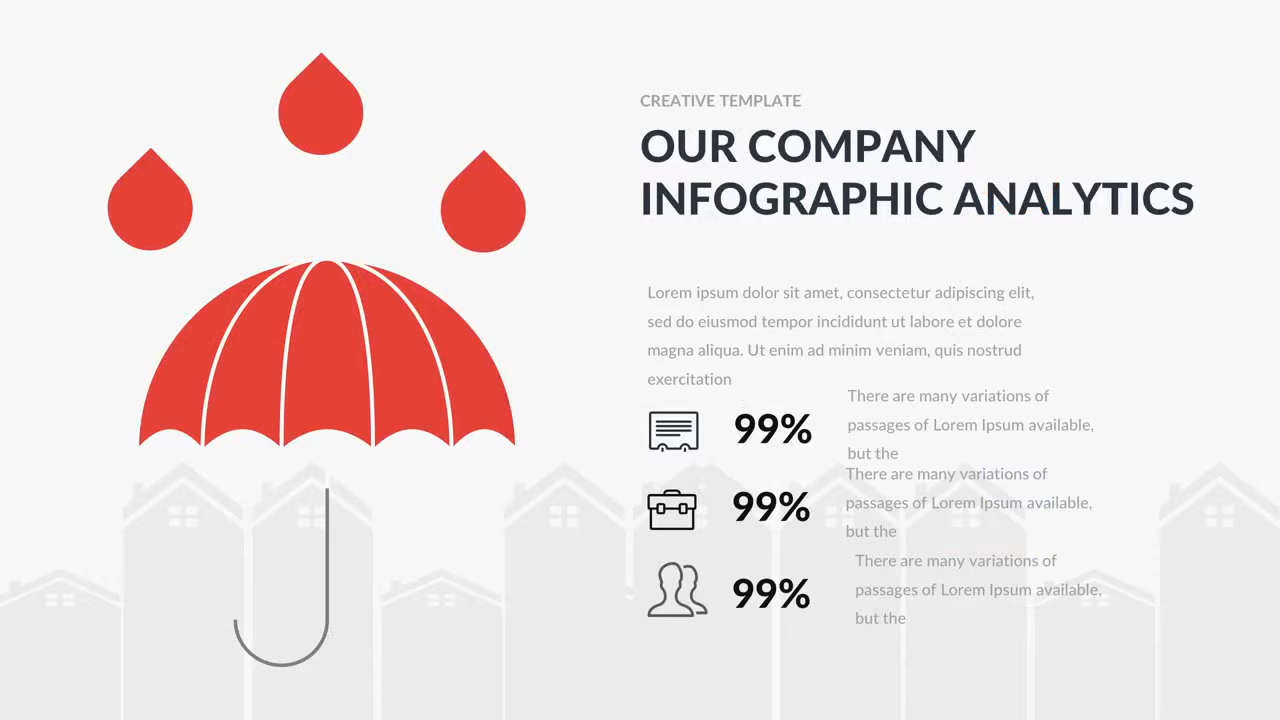 CREATIVE TEMPLATE
OUR COMPANY
INFOGRAPHIC ANALYTICS
Lorem ipsum dolor sit amet, consectetur adipiscing elit,
sed do eiusmod tempor incididunt ut labore et dolore
magna aliqua. Ut enim ad minim veniam, quis nostrud
exercitation
99%
There are many variations of
passages of Lorem Ipsum available,
but the
99%
There are many variations of
passages of Lorem Ipsum available,
but the
99%
There are many variations of
passages of Lorem Ipsum available,
but the